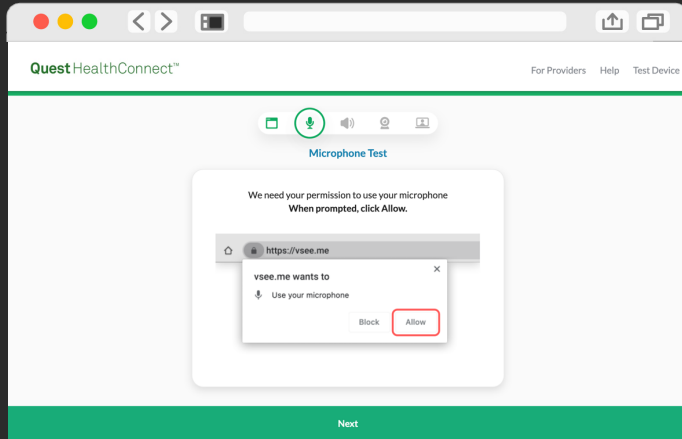 Quest HealthConnect™
For Providers Help Test Device
Microphone Test
We need your permission to use your microphone
When prompted, click Allow.
https://vsee.me
vsee.me wants to
Use your microphone
Block Allow
Next